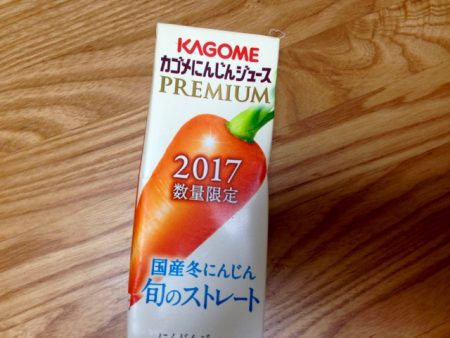 KAGOME
カゴメにんじんジュース
PREMIUM
2017
数量限定
国産冬にんじん
旬のストレート